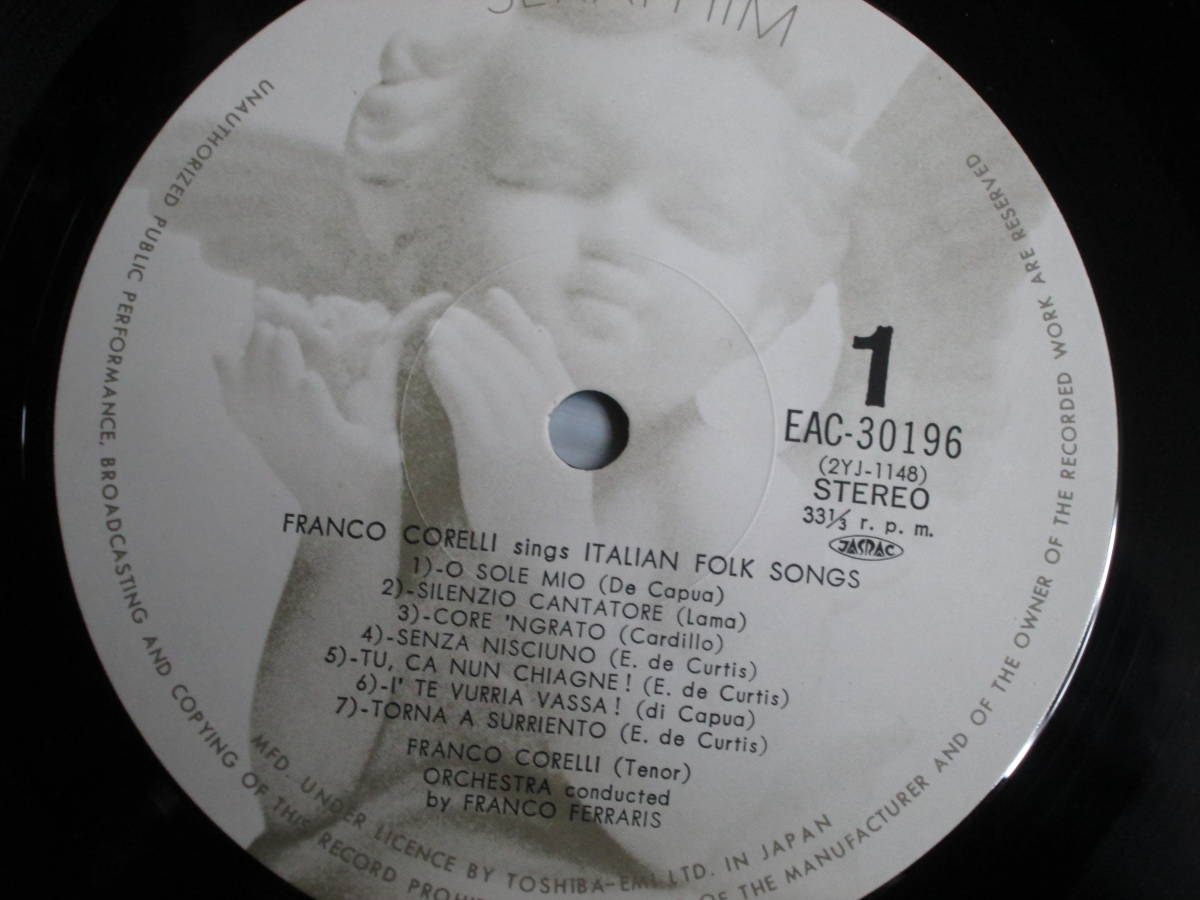 SERAPHIM
1
EAC-30196
(2YJ-1148)
STEREO
33⅓ r. p. m.
JASRAC
FRANCO CORELLI sings ITALIAN FOLK SONGS
1)-O SOLE MIO (De Capua)
2)-SILENZIO CANTATORE (Lama)
3)-CORE 'NGRATO (Cardillo)
4)-SENZA NISCIUNO (E. de Curtis)
5)-TU, CA NUN CHIAGNE! (E. de Curtis)
6)-I' TE VURRIA VASSA! (di Capua)
7)-TORNA A SURRIENTO (E. de Curtis)
FRANCO CORELLI (Tenor)
ORCHESTRA conducted
by FRANCO FERRARIS
MFD. UNDER LICENCE BY TOSHIBA-EMI LTD. IN JAPAN
UNAUTHORIZED PUBLIC PERFORMANCE, BROADCASTING AND COPYING OF THIS RECORD OF THE MANUFACTURER AND OF THE OWNER OF THE RECORDED WORK ARE RESERVED